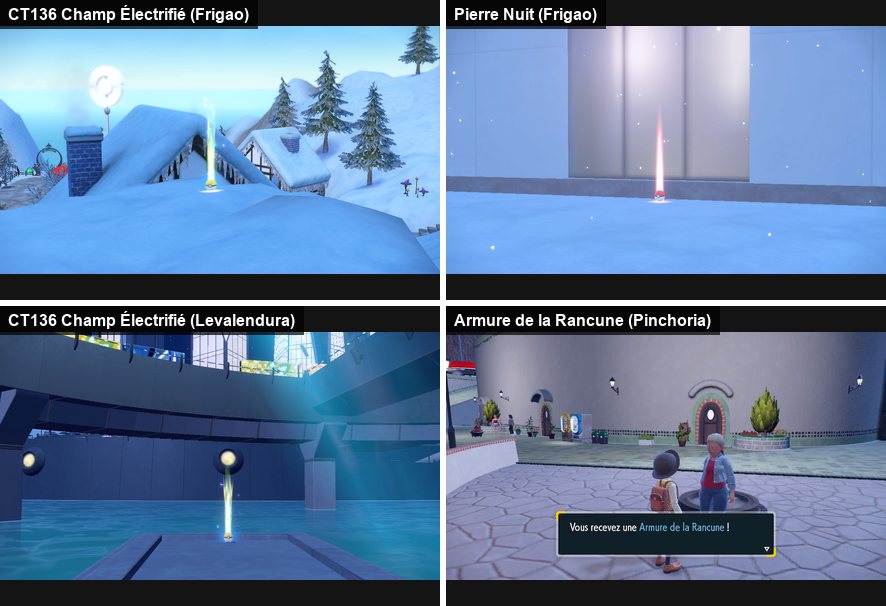 CT136 Champ Électrifié (Frigao)
Pierre Nuit (Frigao)
CT136 Champ Électrifié (Levalendura)
Armure de la Rancune (Pinchoria)
Vous recevez une Armure de la Rancune !